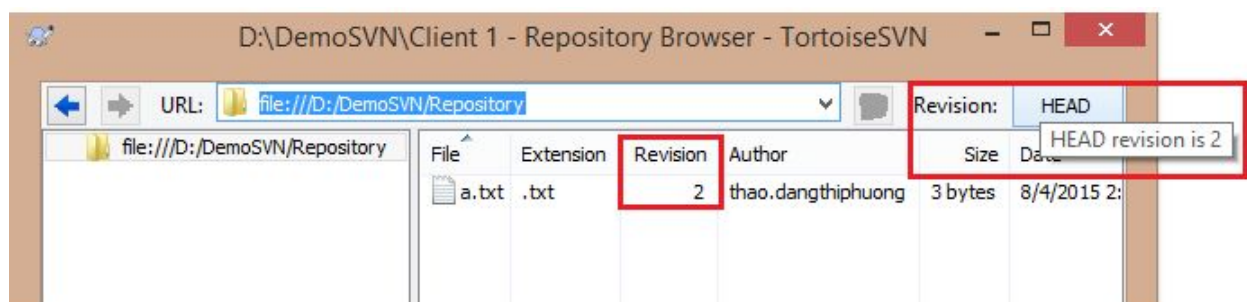 D:\DemoSVN\Client 1 - Repository Browser - TortoiseSVN
URL: file:///D:/DemoSVN/Repository Revision: HEAD
HEAD revision is 2
file:///D:/DemoSVN/Repository
File Extension Revision Author Size
a.txt .txt 2 thao.dangthiphuong 3 bytes 8/4/2015 2: